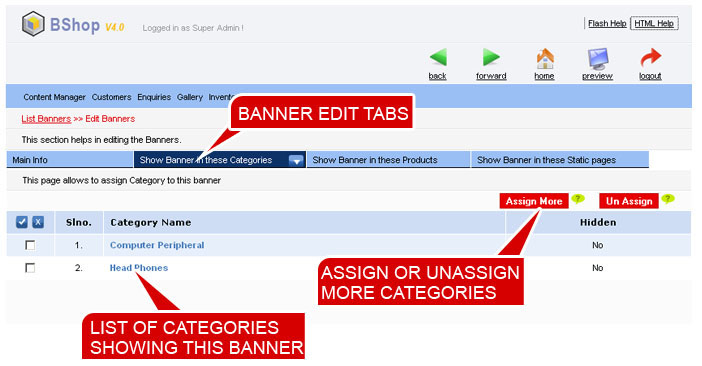 BShop V4.0 Logged in as Super Admin ! Flash Help HTML Help
back forward home preview logout
Content Manager Customers Enquiries Gallery
BANNER EDIT TABS
List Banners >> Edit Banners
This section helps in editing the Banners.
Main Info Show Banner in these Categories Show Banner in these Products Show Banner in these Static pages
This page allows to assign Category to this banner
Assign More ? Un Assign ?
Slno. Category Name Hidden
1. Computer Peripheral No
2. Head Phones No
ASSIGN OR UNASSIGN
MORE CATEGORIES
LIST OF CATEGORIES
SHOWING THIS BANNER